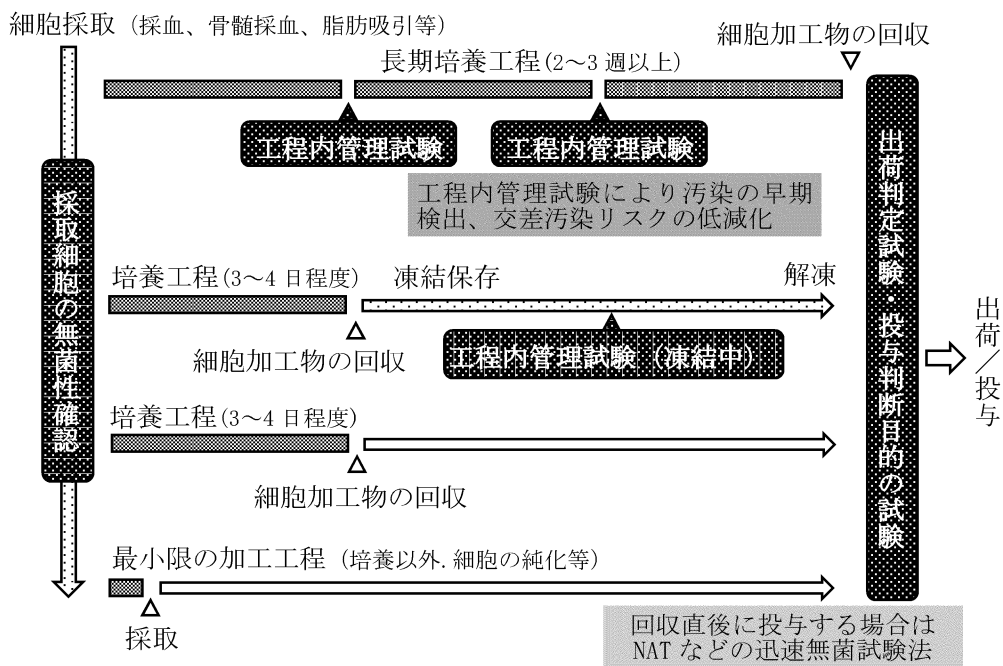 細胞採取（採血、骨髄採血、脂肪吸引等）
細胞加工物の回収
長期培養工程(2～3 週以上)
工程内管理試験
工程内管理試験
工程内管理試験により汚染の早期
検出、交差汚染リスクの低減化
採取細胞の無菌性確認
培養工程(3～4 日程度)
凍結保存
解凍
細胞加工物の回収
工程内管理試験（凍結中）
培養工程(3～4 日程度)
細胞加工物の回収
最小限の加工工程（培養以外.細胞の純化等）
採取
出荷判定試験・投与判断目的の試験
出荷／投与
回収直後に投与する場合は
NAT などの迅速無菌試験法